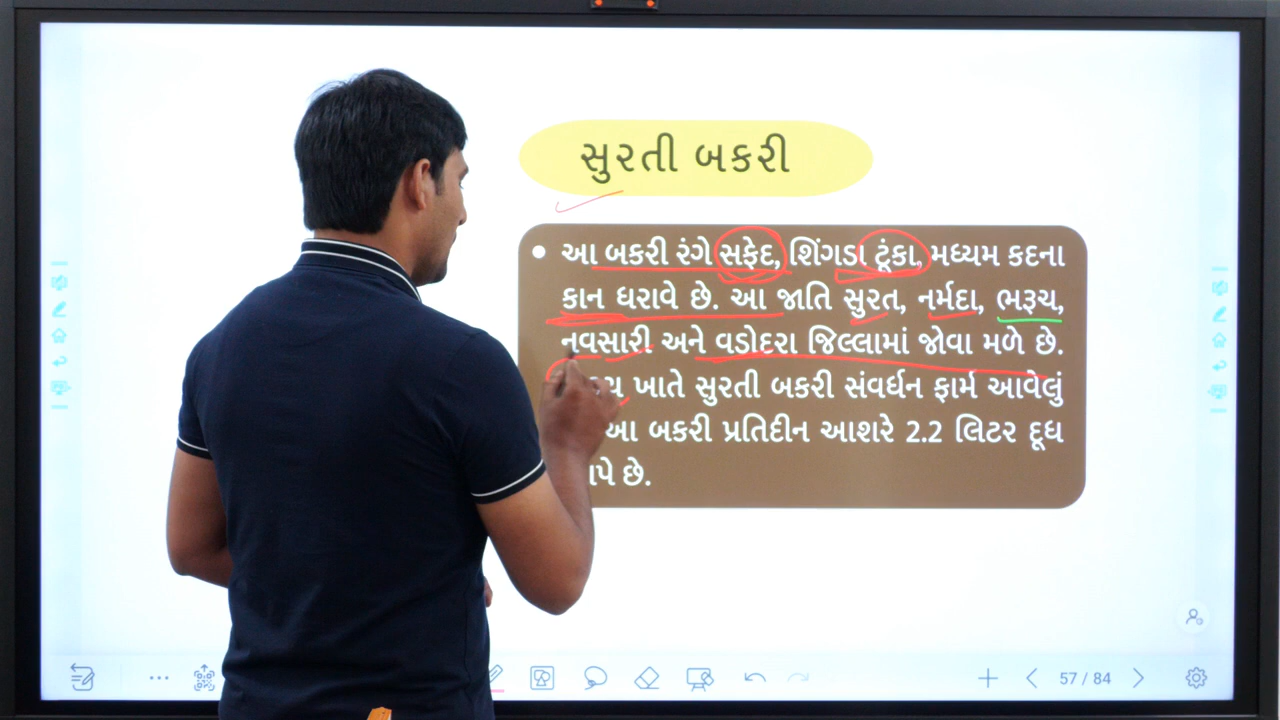 સુરતી બકરી
આ બકરી રંગે સફેદ, શિંગડા ટૂંકા, મધ્યમ કદના
કાન ધરાવે છે. આ જાતિ સુરત, નર્મદા, ભરૂચ,
નવસારી અને વડોદરા જિલ્લામાં જોવા મળે છે.
ખાતે સુરતી બકરી સંવર્ધન ફાર્મ આવેલું
આ બકરી પ્રતિદીન આશરે 2.2 લિટર દૂધ
છે.
57 / 84